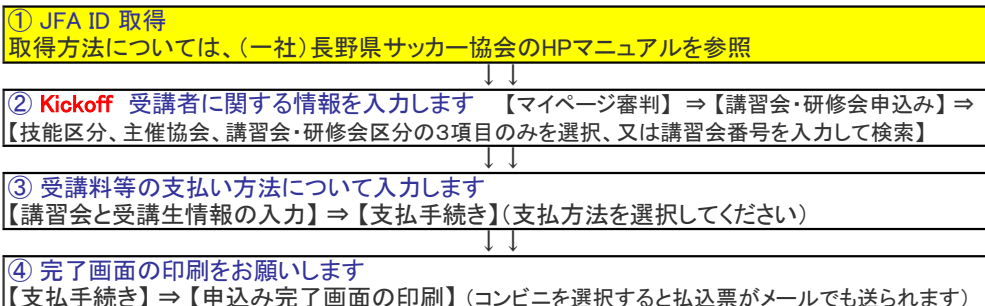 ① JFA ID 取得
取得方法については、（一社）長野県サッカー協会のHPマニュアルを参照
↓ ↓
② Kickoff 受講者に関する情報を入力します 【マイページ審判】 ⇒ 【講習会・研修会申込み】 ⇒
【技能区分、主催協会、講習会・研修会区分の３項目のみを選択、又は講習会番号を入力して検索】
↓ ↓
③ 受講料等の支払い方法について入力します
【講習会と受講生情報の入力】 ⇒ 【支払手続き】（支払方法を選択してください）
↓ ↓
④ 完了画面の印刷をお願いします
【支払手続き】 ⇒ 【申込み完了画面の印刷】 （コンビニを選択すると払込票がメールでも送られます）